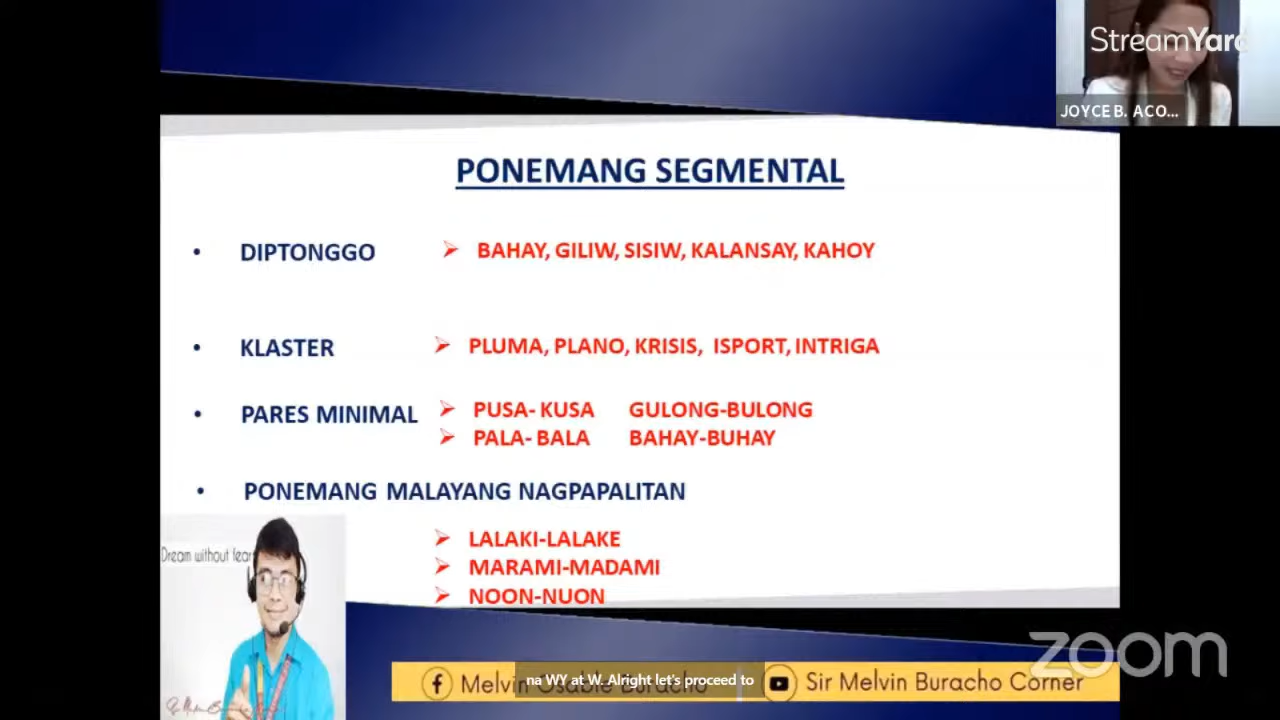 StreamYard
JOYCE B. ACO...
PONEMANG SEGMENTAL
• DIPTONGGO ➢ BAHAY, GILIW, SISIW, KALANSAY, KAHOY
• KLASTER ➢ PLUMA, PLANO, KRISIS, ISPORT, INTRIGA
• PARES MINIMAL ➢ PUSA- KUSA GULONG-BULONG
➢ PALA- BALA BAHAY-BUHAY
• PONEMANG MALAYANG NAGPAPALITAN
➢ LALAKI-LALAKE
➢ MARAMI-MADAMI
➢ NOON-NUON
Dream without fear
zoom
Melvin Osable Buracho
na WY at W. Alright let's proceed to
Sir Melvin Buracho Corner